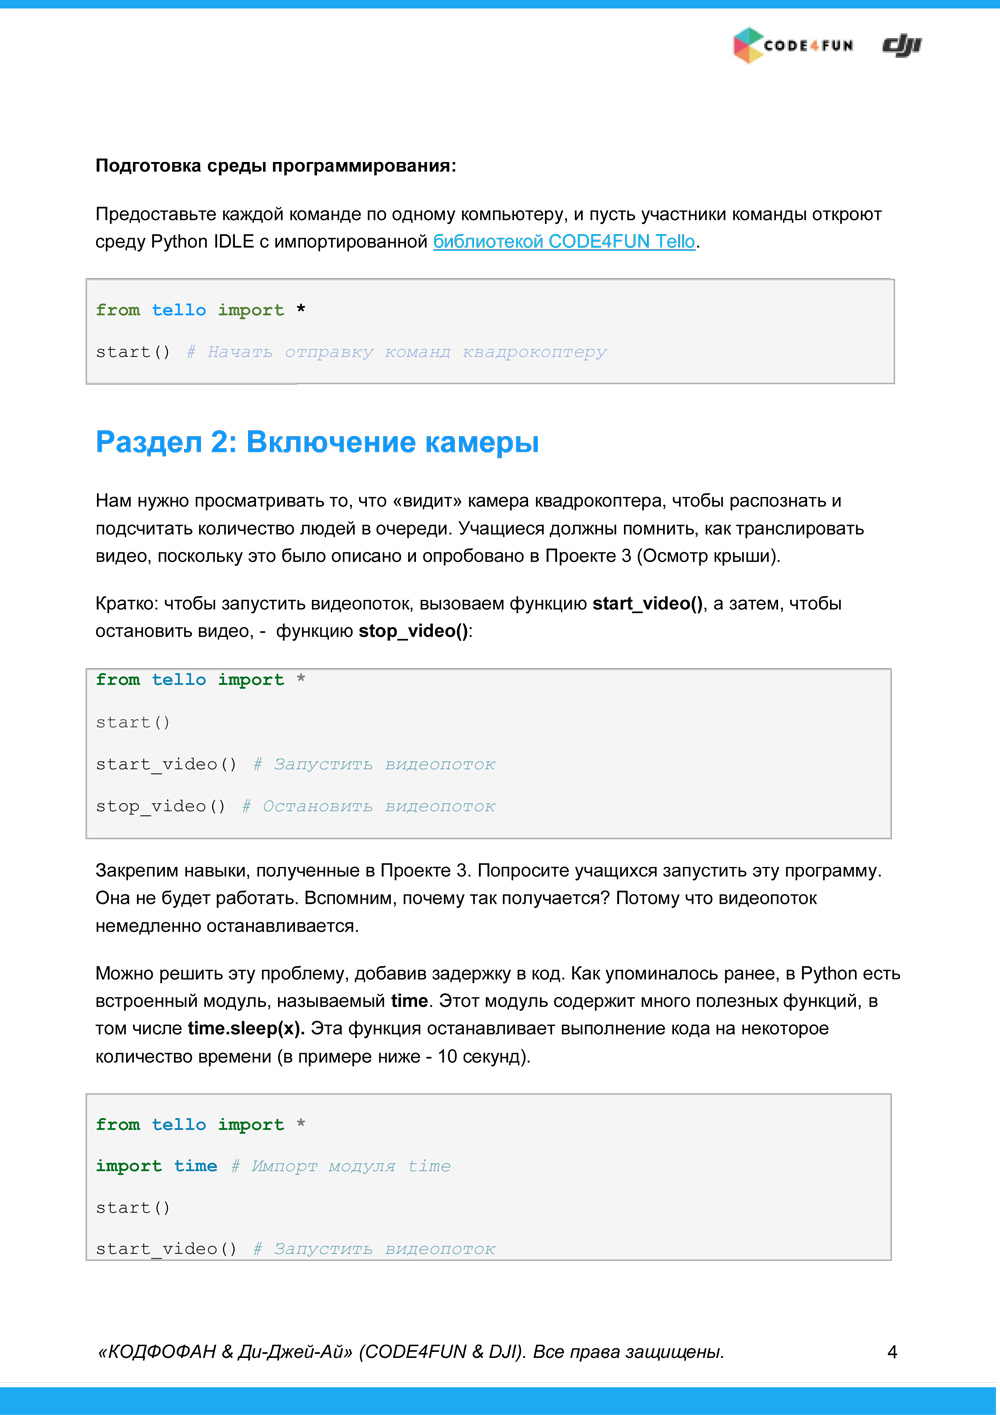 CODE4FUN dji
Подготовка среды программирования:
Предоставьте каждой команде по одному компьютеру, и пусть участники команды откроют
среду Python IDLE с импортированной библиотекой CODE4FUN Tello.
from tello import *
start() # Начать отправку команд квадрокоптеру
Раздел 2: Включение камеры
Нам нужно просматривать то, что «видит» камера квадрокоптера, чтобы распознать и
подсчитать количество людей в очереди. Учащиеся должны помнить, как транслировать
видео, поскольку это было описано и опробовано в Проекте 3 (Осмотр крыши).
Кратко: чтобы запустить видеопоток, вызоваем функцию start_video(), а затем, чтобы
остановить видео, - функцию stop_video():
from tello import *
start()
start_video() # Запустить видеопоток
stop_video() # Остановить видеопоток
Закрепим навыки, полученные в Проекте 3. Попросите учащихся запустить эту программу.
Она не будет работать. Вспомним, почему так получается? Потому что видеопоток
немедленно останавливается.
Можно решить эту проблему, добавив задержку в код. Как упоминалось ранее, в Python есть
встроенный модуль, называемый time. Этот модуль содержит много полезных функций, в
том числе time.sleep(x). Эта функция останавливает выполнение кода на некоторое
количество времени (в примере ниже - 10 секунд).
from tello import *
import time # Импорт модуля time
start()
start_video() # Запустить видеопоток
«КОДФОФАН & Ди-Джей-Ай» (CODE4FUN & DJI). Все права защищены. 4